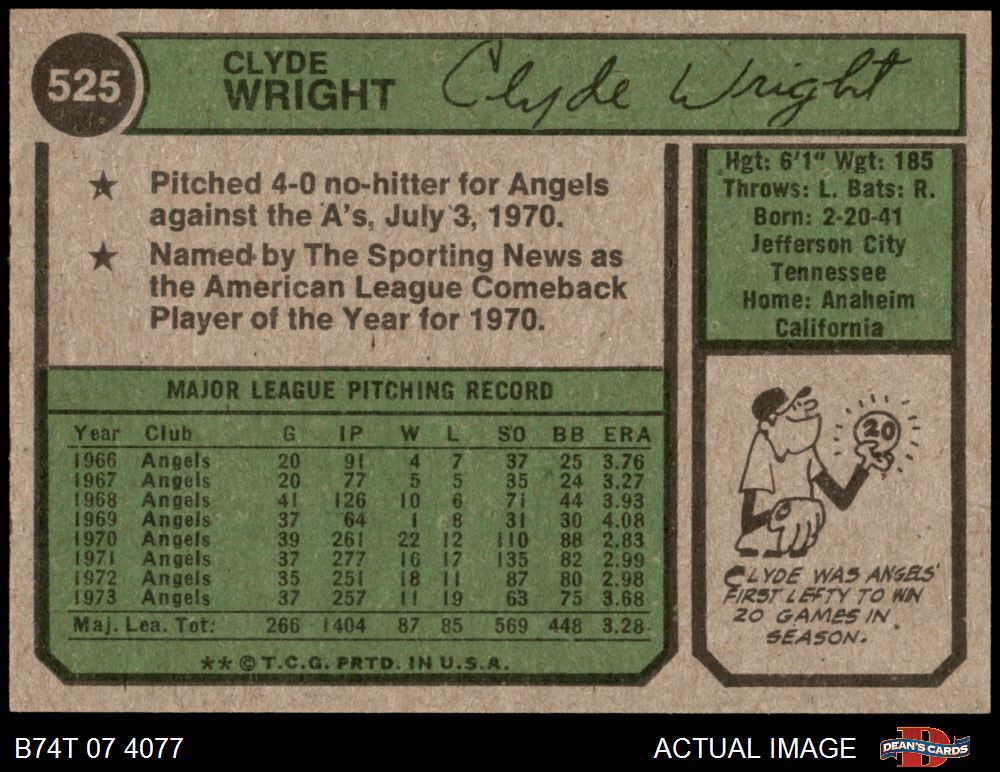 525
CLYDE
WRIGHT
Clyde Wright
★ Pitched 4-0 no-hitter for Angels
against the A's, July 3, 1970.
★ Named by The Sporting News as
the American League Comeback
Player of the Year for 1970.
Hgt: 6'1" Wgt: 185
Throws: L. Bats: R.
Born: 2-20-41
Jefferson City
Tennessee
Home: Anaheim
California
MAJOR LEAGUE PITCHING RECORD
Year Club G IP W L SO BB ERA
1966 Angels 20 91 4 7 37 25 3.76
1967 Angels 20 77 5 5 35 24 3.27
1968 Angels 41 126 10 6 71 44 3.93
1969 Angels 37 64 1 8 31 30 4.08
1970 Angels 39 261 22 12 110 88 2.83
1971 Angels 37 277 16 17 135 82 2.99
1972 Angels 35 251 18 11 87 80 2.98
1973 Angels 37 257 11 19 63 75 3.68
Maj. Lea. Tot: 266 1404 87 85 569 448 3.28
** © T.C.G. PRTD. IN U.S.A.
20
CLYDE WAS ANGELS'
FIRST LEFTY TO WIN
20 GAMES IN
SEASON.
B74T 07 4077
ACTUAL IMAGE
D
DEAN'S CARDS